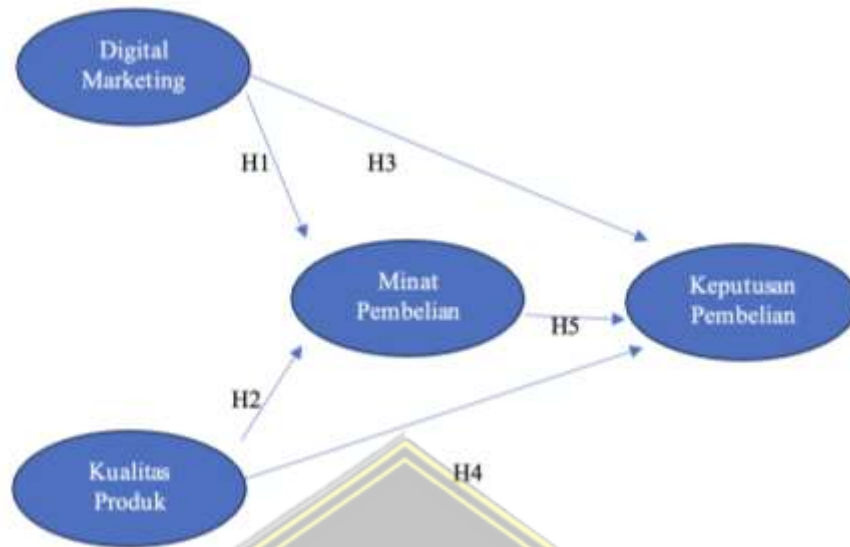 Digital
Marketing
H1
H3
Minat
Pembelian
Keputusan
Pembelian
H5
H2
Kualitas
Produk
H4